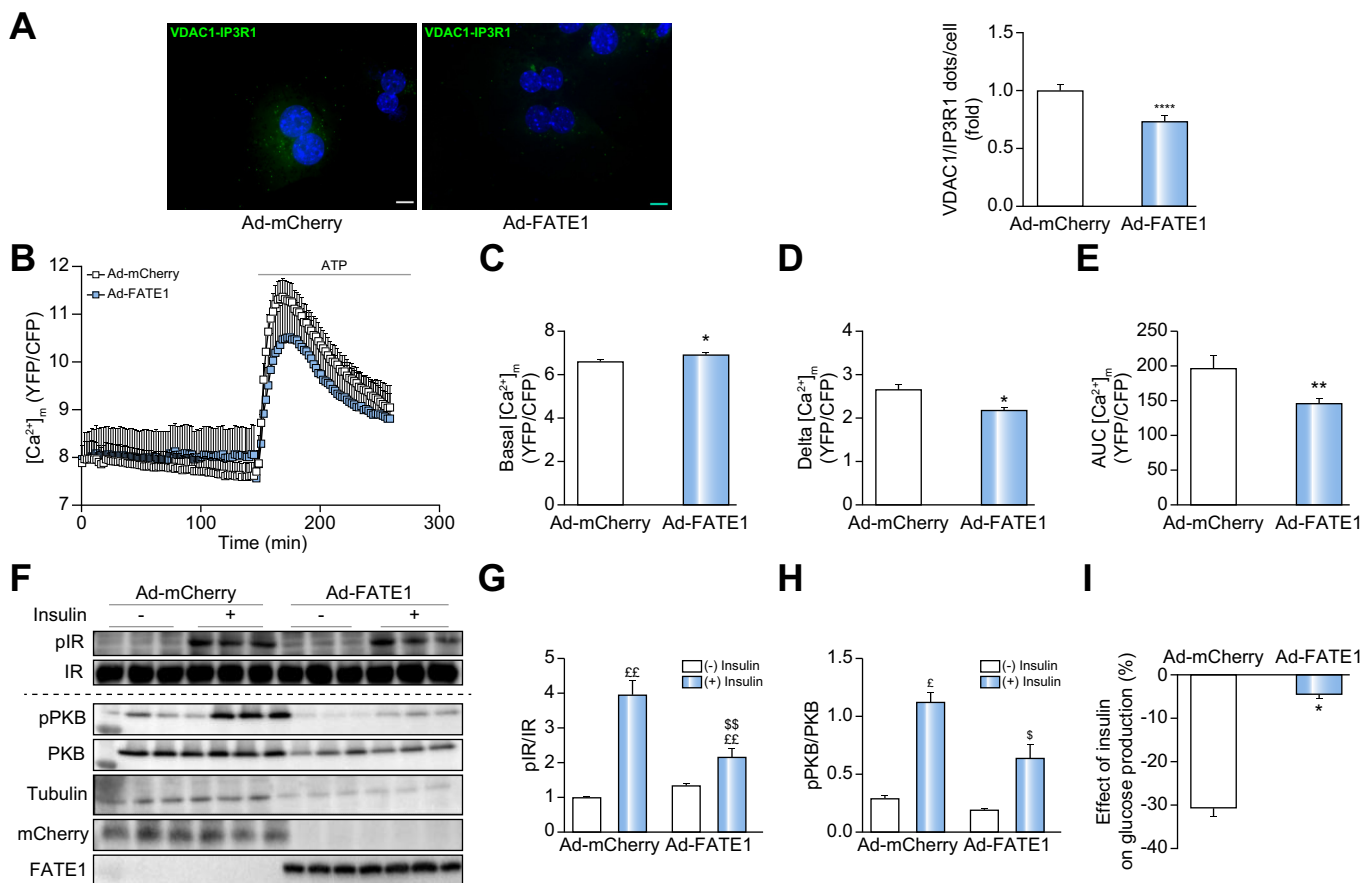 A
VDAC1-IP3R1
VDAC1-IP3R1
Ad-mCherry
Ad-FATE1
VDAC1/IP3R1 dots/cell
(fold)
1.5
1.0
0.5
0.0
****
Ad-mCherry
Ad-FATE1
B
[Ca²⁺]m (YFP/CFP)
12
11
10
9
8
7
Ad-mCherry
Ad-FATE1
ATP
0
100
200
300
Time (min)
C
Basal [Ca²⁺]m
(YFP/CFP)
8
6
4
2
0
*
Ad-mCherry
Ad-FATE1
D
Delta [Ca²⁺]m
(YFP/CFP)
4
3
2
1
0
*
Ad-mCherry
Ad-FATE1
E
AUC [Ca²⁺]m
(YFP/CFP)
250
200
150
100
50
0
**
Ad-mCherry
Ad-FATE1
F
Ad-mCherry
Ad-FATE1
Insulin - + - +
pIR
IR
pPKB
PKB
Tubulin
mCherry
FATE1
G
pIR/IR
5
4
3
2
1
0
(-) Insulin
(+) Insulin
££
$$
££
Ad-mCherry
Ad-FATE1
H
pPKB/PKB
1.5
1.0
0.5
0.0
(-) Insulin
(+) Insulin
£
$
Ad-mCherry
Ad-FATE1
I
Ad-mCherry
Ad-FATE1
Effect of insulin
on glucose production (%)
0
-10
-20
-30
-40
*